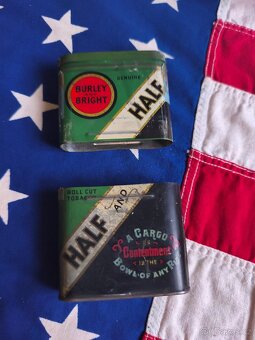 BURLEY
BRIGHT
GENUINE
HALF
ROLL CUT
TOBACCO
HALF
AND
A CARGO
of
Contentment
IN THE
BOWL OF ANY